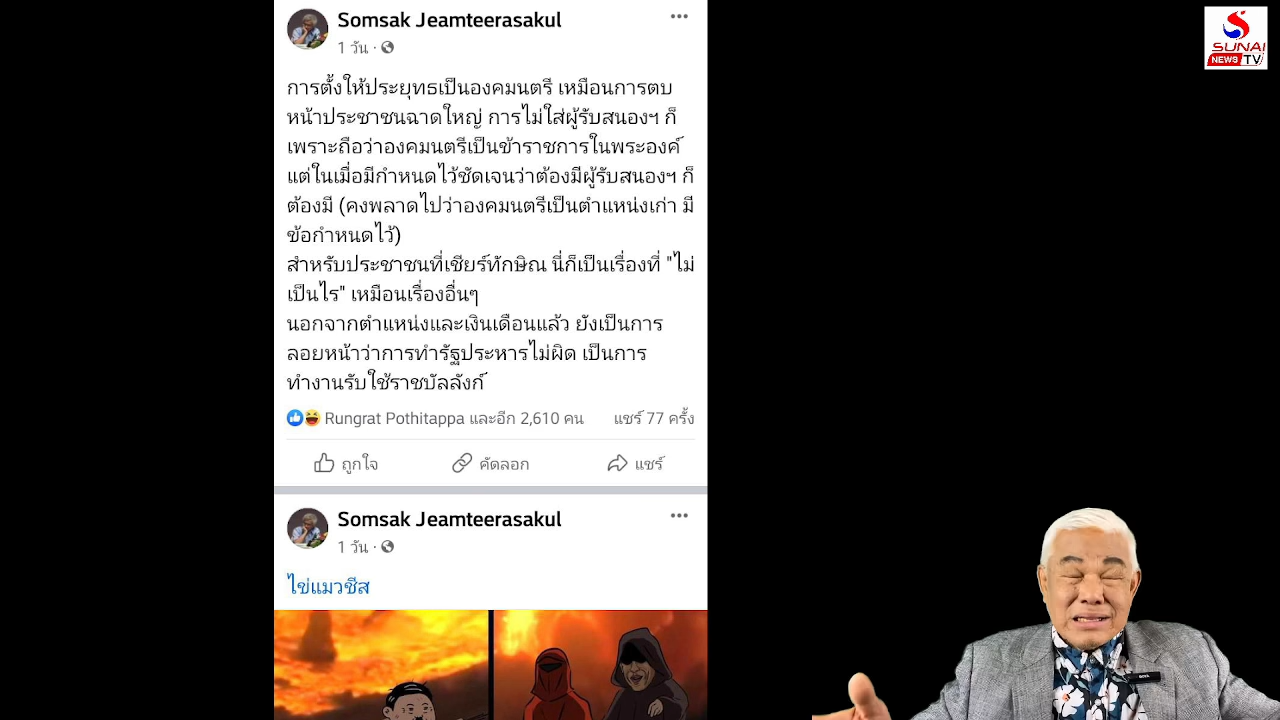 Somsak Jeamteerasakul
1 วัน ·
การตั้งให้ประยุทธเป็นองคมนตรี เหมือนการตบ
หน้าประชาชนฉาดใหญ่ การไม่ใส่ผู้รับสนองฯ ก็
เพราะถือว่าองคมนตรีเป็นข้าราชการในพระองค์
แต่ในเมื่อมีกำหนดไว้ชัดเจนว่าต้องมีผู้รับสนองฯ ก็
ต้องมี (คงพลาดไปว่าองคมนตรีเป็นตำแหน่งเก่า มี
ข้อกำหนดไว้)
สำหรับประชาชนที่เชียร์ทักษิณ นี่ก็เป็นเรื่องที่ "ไม่
เป็นไร" เหมือนเรื่องอื่นๆ
นอกจากตำแหน่งและเงินเดือนแล้ว ยังเป็นการ
ลอยหน้าว่าการทำรัฐประหารไม่ผิด เป็นการ
ทำงานรับใช้ราชบัลลังก์
Rungrat Pothitappa และอีก 2,610 คน แชร์ 77 ครั้ง
ถูกใจ คัดลอก แชร์
Somsak Jeamteerasakul
1 วัน ·
ไข่แมวชีส
SUNAI
NEWS TV